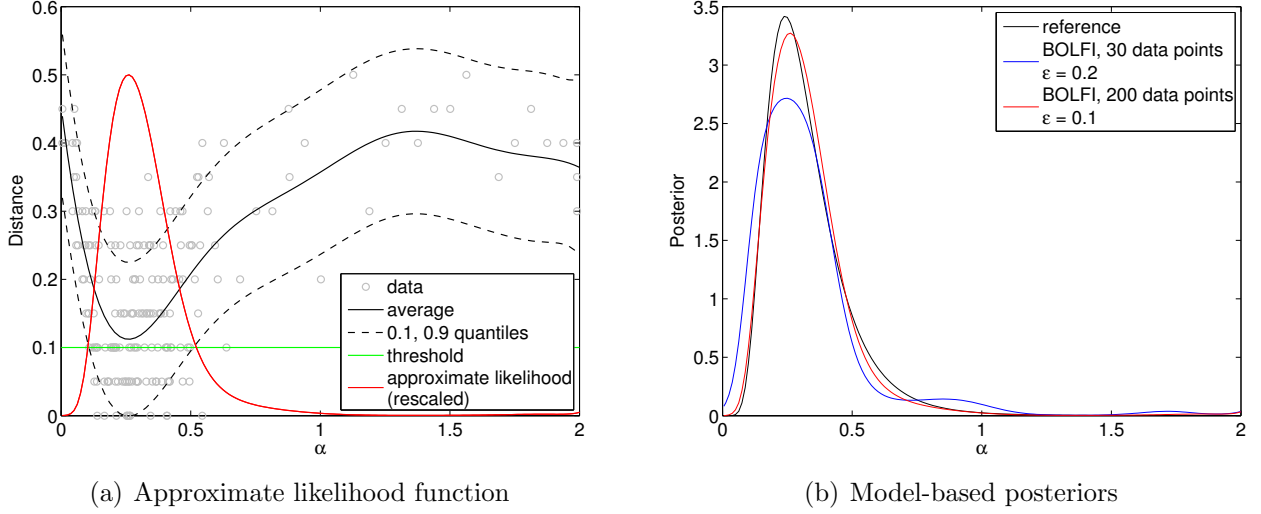 0.6
0.5
0.4
0.3
0.2
0.1
0
Distance
0
0.5
1
1.5
2
α
data
average
0.1, 0.9 quantiles
threshold
approximate likelihood
(rescaled)
(a) Approximate likelihood function
3.5
3
2.5
2
1.5
1
0.5
0
Posterior
0
0.5
1
1.5
2
α
reference
BOLFI, 30 data points
ε = 0.2
BOLFI, 200 data points
ε = 0.1
(b) Model-based posteriors